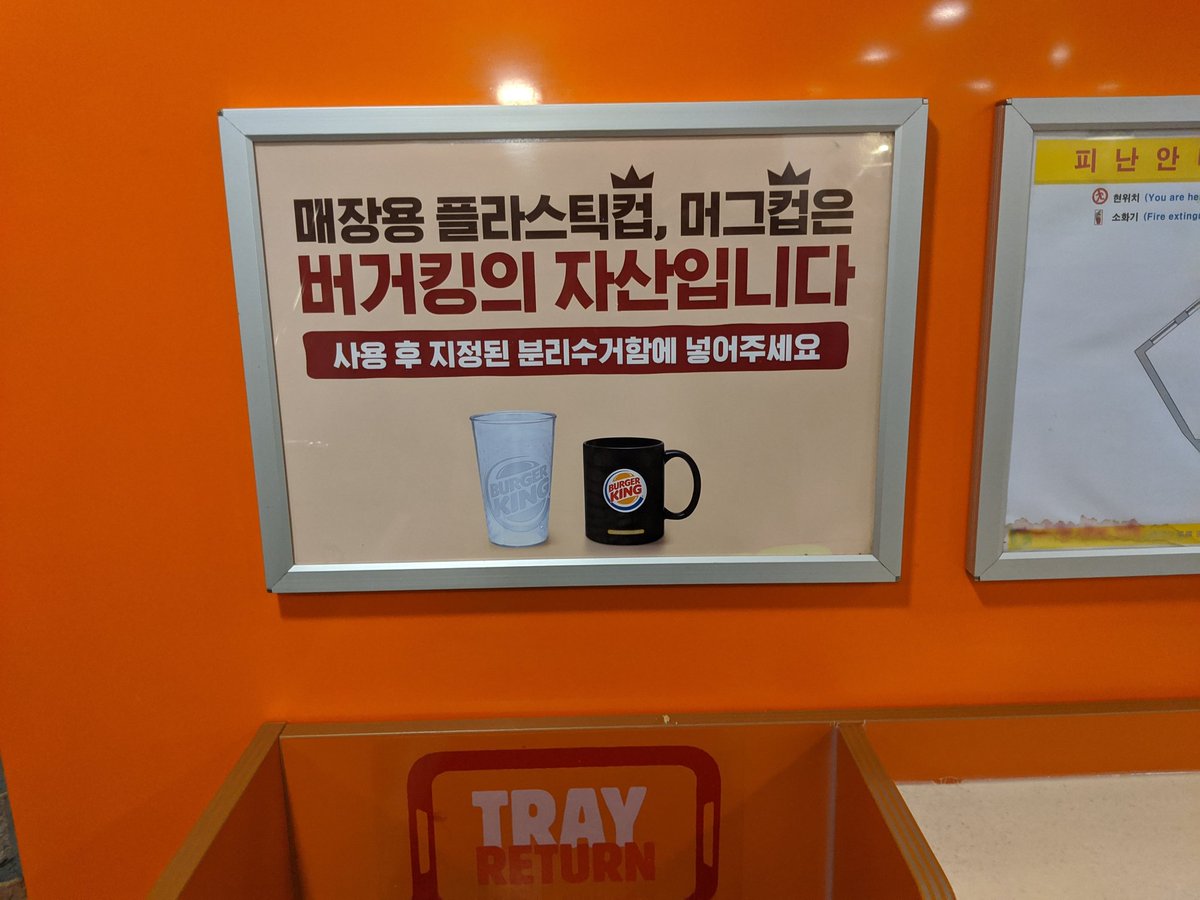 매장용 플라스틱컵, 머그컵은
버거킹의 자산입니다
사용 후 지정된 분리수거함에 넣어주세요
BURGER
KING
BURGER
KING
피난안
현위치 (You are he
소화기 (Fire extingu
TRAY
RETURN